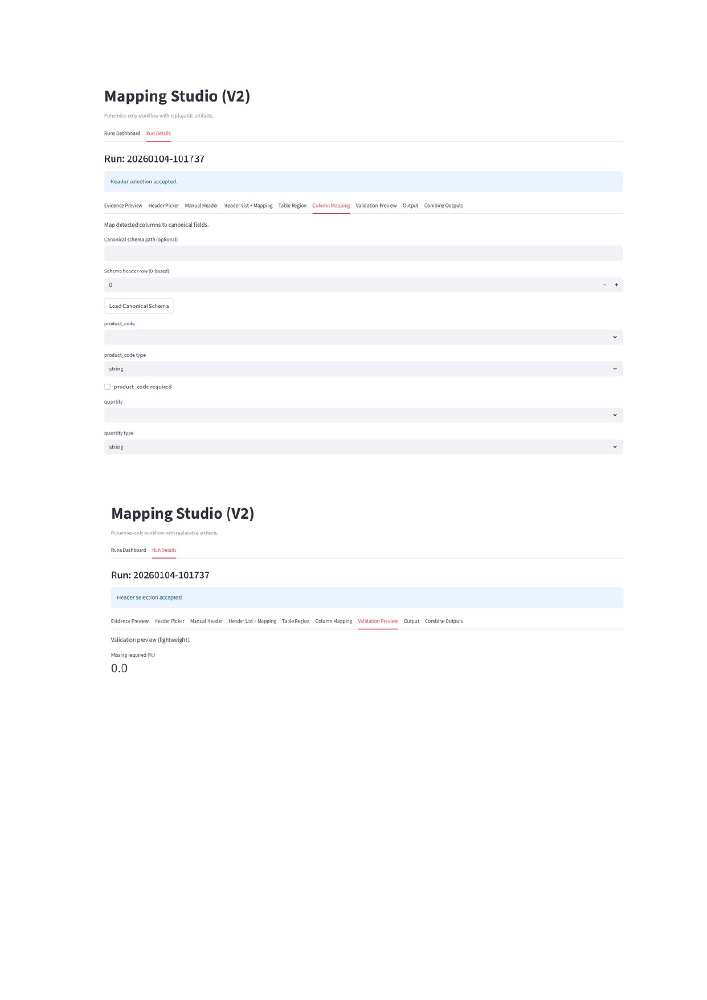 Mapping Studio (V2)
Puhemies-only workflow with replayable artifacts.
Runs Dashboard Run Details
Run: 20260104-101737
Header selection accepted.
Evidence Preview Header Picker Manual Header Header List + Mapping Table Region Column Mapping Validation Preview Output Combine Outputs
Map detected columns to canonical fields.
Canonical schema path (optional)
Schema header row (0-based)
0 − +
Load Canonical Schema
product_code
product_code type
string
product_code required
quantity
quantity type
string
Mapping Studio (V2)
Puhemies-only workflow with replayable artifacts.
Runs Dashboard Run Details
Run: 20260104-101737
Header selection accepted.
Evidence Preview Header Picker Manual Header Header List + Mapping Table Region Column Mapping Validation Preview Output Combine Outputs
Validation preview (lightweight).
Missing required (%)
0.0